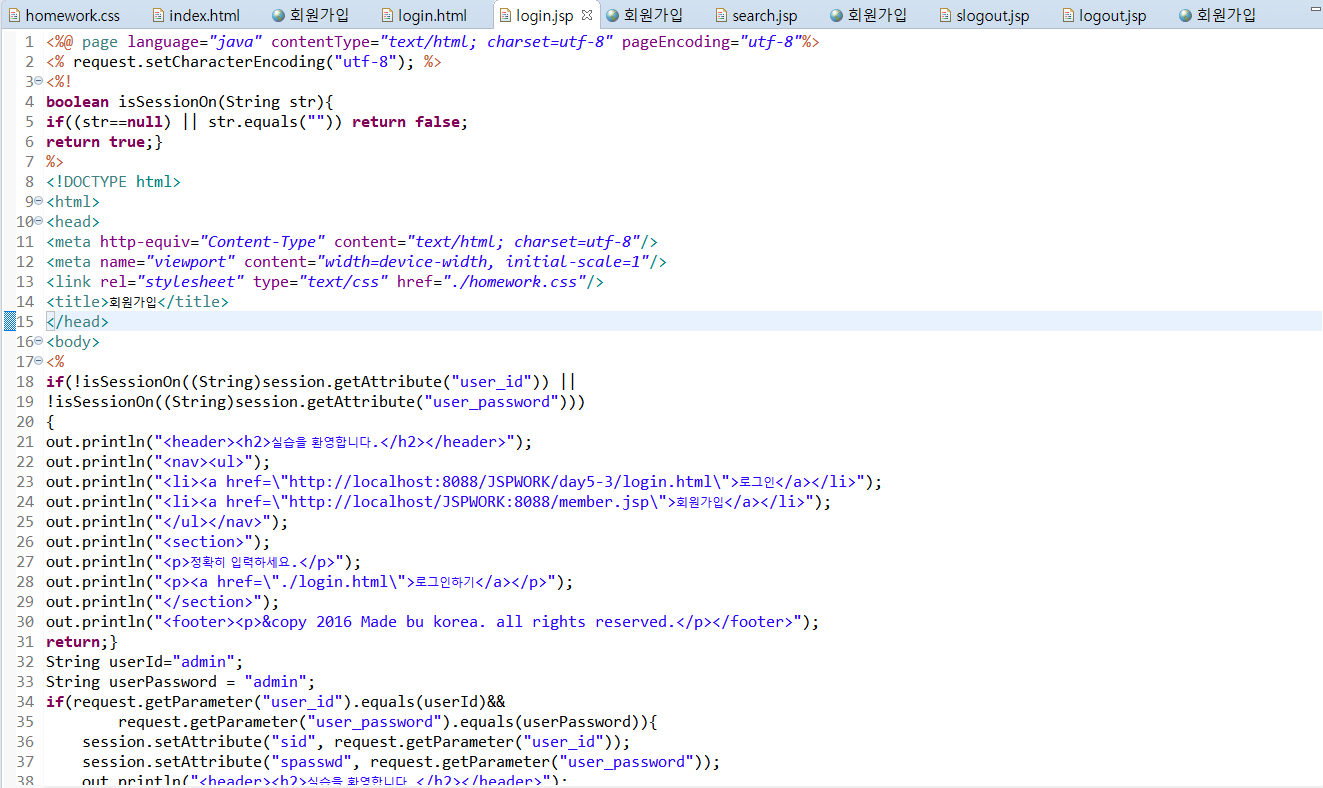 homework.css index.html 회원가입 login.html login.jsp 회원가입 search.jsp 회원가입 slogout.jsp logout.jsp 회원가입
1 <%@ page language="java" contentType="text/html; charset=utf-8" pageEncoding="utf-8"%>
2 <% request.setCharacterEncoding("utf-8"); %>
3 <%!
4 boolean isSessionOn(String str){
5 if((str==null) || str.equals("")) return false;
6 return true;}
7 %>
8 <!DOCTYPE html>
9 <html>
10 <head>
11 <meta http-equiv="Content-Type" content="text/html; charset=utf-8"/>
12 <meta name="viewport" content="width=device-width, initial-scale=1"/>
13 <link rel="stylesheet" type="text/css" href="./homework.css"/>
14 <title>회원가입</title>
15 </head>
16 <body>
17 <%
18 if(!isSessionOn((String)session.getAttribute("user_id")) ||
19 !isSessionOn((String)session.getAttribute("user_password")))
20 {
21 out.println("<header><h2>실습을 환영합니다.</h2></header>");
22 out.println("<nav><ul>");
23 out.println("<li><a href=\"http://localhost:8088/JSPWORK/day5-3/login.html\">로그인</a></li>");
24 out.println("<li><a href=\"http://localhost/JSPWORK:8088/member.jsp\">회원가입</a></li>");
25 out.println("</ul></nav>");
26 out.println("<section>");
27 out.println("<p>정확히 입력하세요.</p>");
28 out.println("<p><a href=\"./login.html\">로그인하기</a></p>");
29 out.println("</section>");
30 out.println("<footer><p>&copy 2016 Made bu korea. all rights reserved.</p></footer>");
31 return;}
32 String userId="admin";
33 String userPassword = "admin";
34 if(request.getParameter("user_id").equals(userId)&&
35 request.getParameter("user_password").equals(userPassword)){
36 session.setAttribute("sid", request.getParameter("user_id"));
37 session.setAttribute("spasswd", request.getParameter("user_password"));
38 out.println("<header><h2>실습을 환영합니다.</h2></header>");